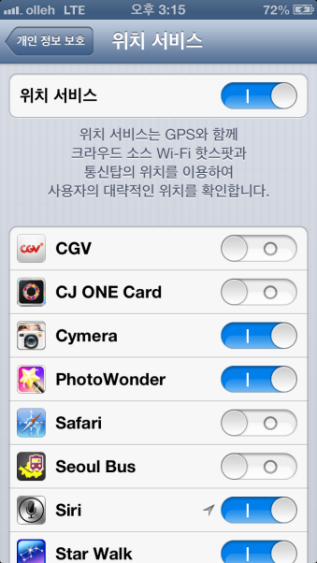 olleh LTE 오후 3:15 72%
개인 정보 보호 위치 서비스
위치 서비스
위치 서비스는 GPS와 함께
크라우드 소스 Wi-Fi 핫스팟과
통신탑의 위치를 이용하여
사용자의 대략적인 위치를 확인합니다.
CGV CGV
CJ ONE Card
Cymera
PhotoWonder
Safari
Seoul Bus
Siri
Star Walk